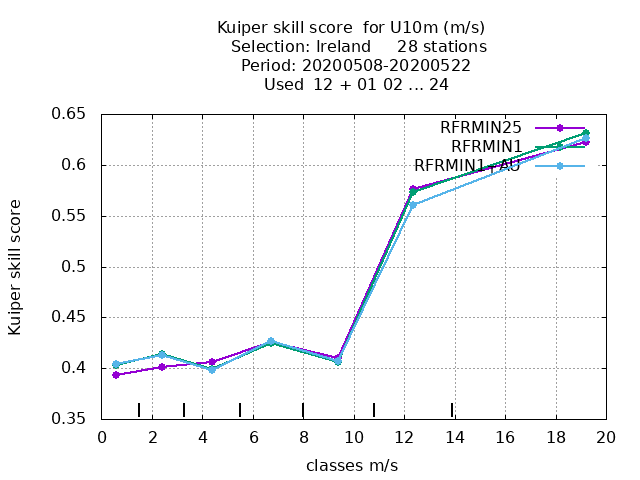 Kuiper skill score  for U10m (m/s)
Selection: Ireland     28 stations
Period: 20200508-20200522
Used  12 + 01 02 ... 24
0.65
0.6
0.55
0.5
0.45
0.4
0.35
Kuiper skill score
RFRMIN25
RFRMIN1
RFRMIN1+A3
0 2 4 6 8 10 12 14 16 18 20
classes m/s